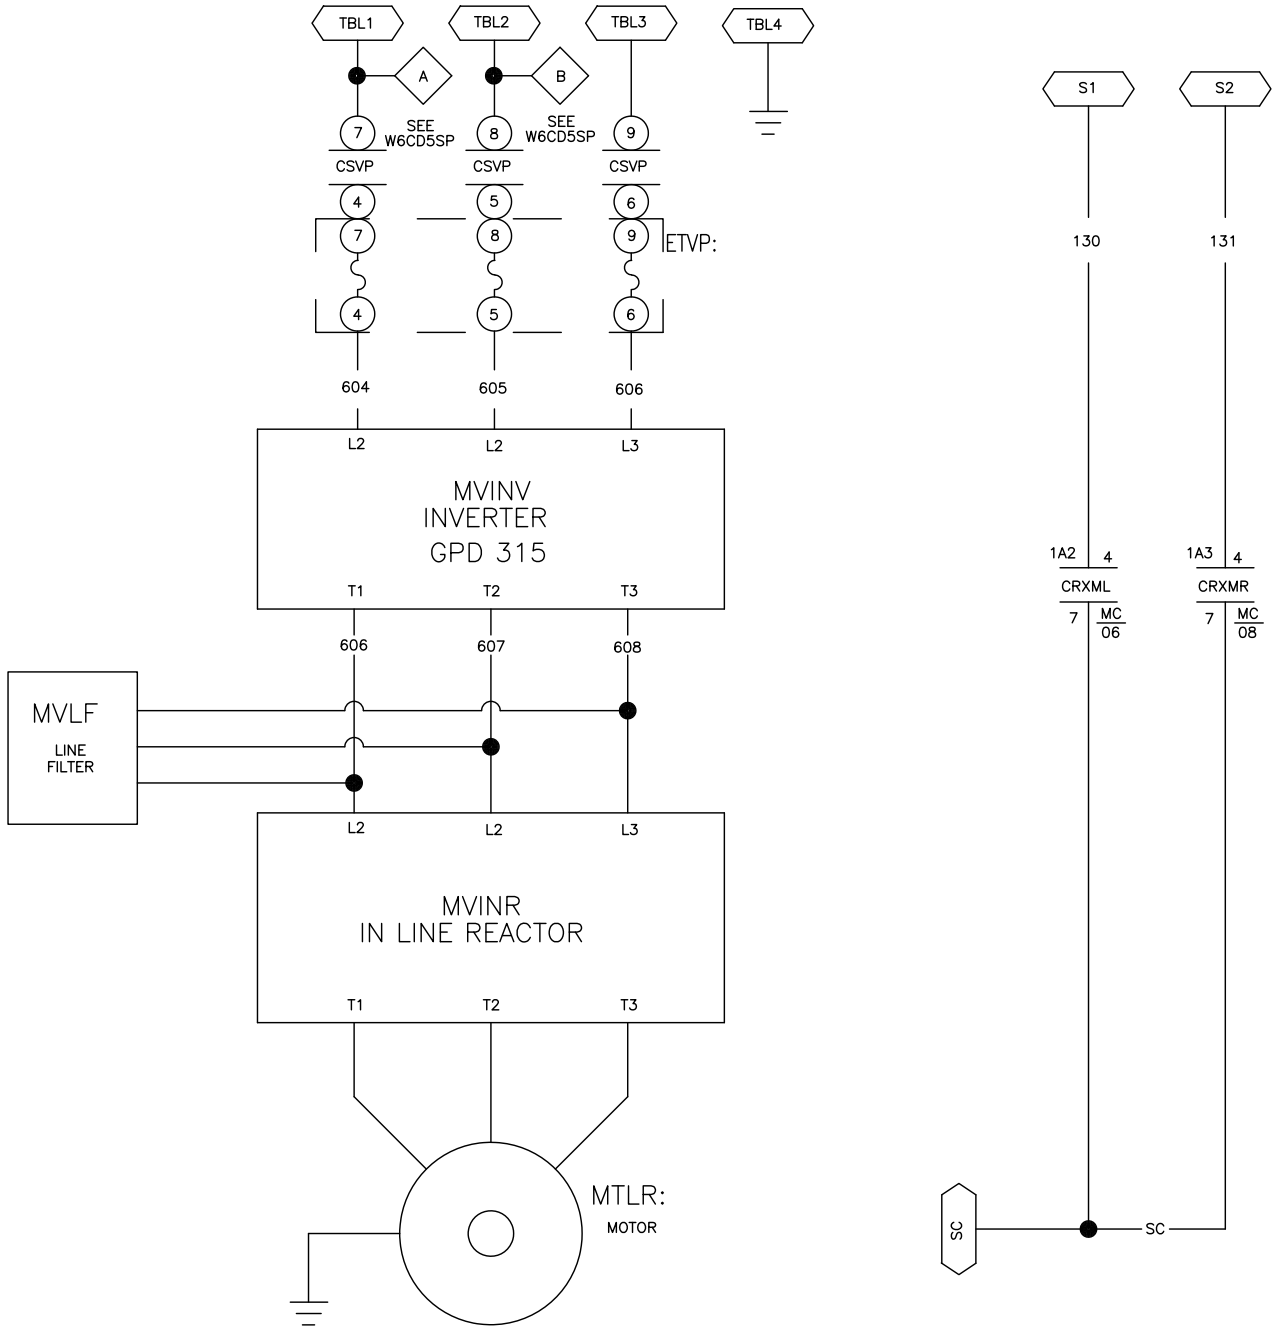 TBL1
TBL2
TBL3
TBL4
A
B
S1
S2
7
SEE
W6CD5SP
8
SEE
W6CD5SP
9
CSVP
CSVP
CSVP
4
5
6
7
8
9
ETVP:
130
131
4
5
6
604
605
606
L2
L2
L3
MVINV
INVERTER
GPD 315
1A2
4
1A3
4
CRXML
CRXMR
T1
T2
T3
7
MC
06
7
MC
08
606
607
608
MVLF
LINE
FILTER
L2
L2
L3
MVINR
IN LINE REACTOR
T1
T2
T3
MTLR:
MOTOR
SC
SC